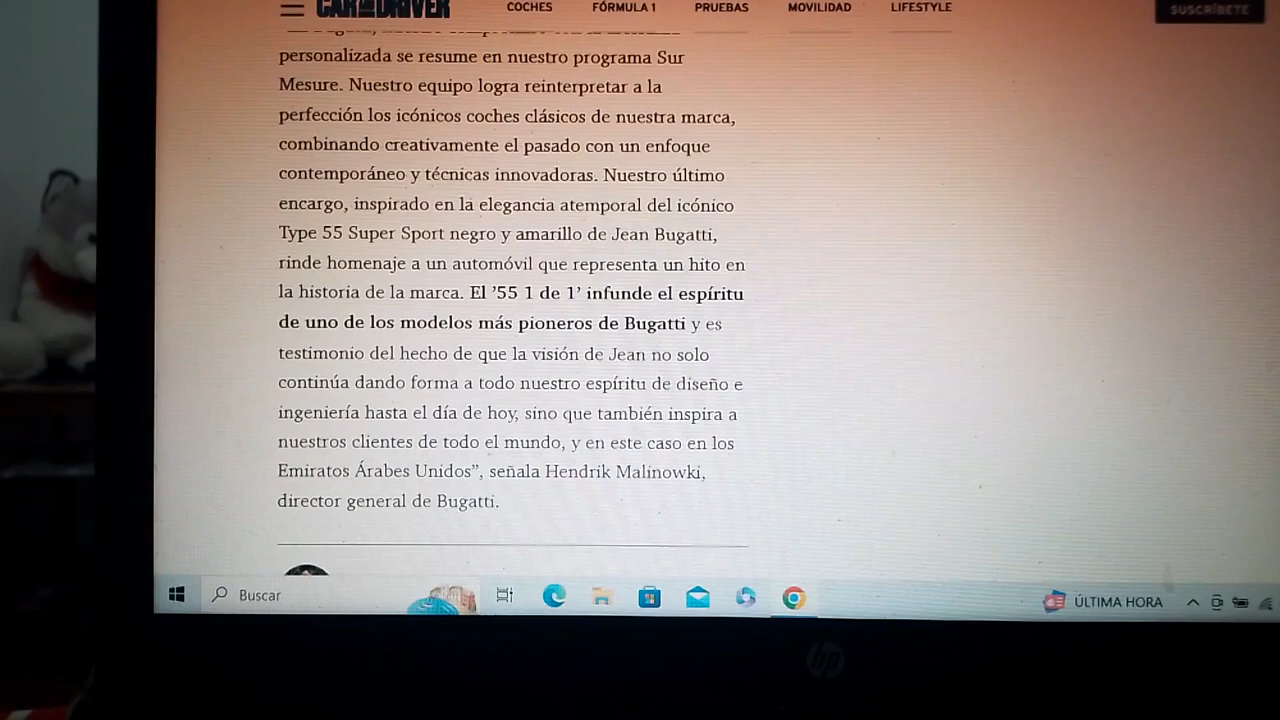 CAR AND DRIVER COCHES FÓRMULA 1 PRUEBAS MOVILIDAD LIFESTYLE SUSCRÍBETE
personalizada se resume en nuestro programa Sur
Mesure. Nuestro equipo logra reinterpretar a la
perfección los icónicos coches clásicos de nuestra marca,
combinando creativamente el pasado con un enfoque
contemporáneo y técnicas innovadoras. Nuestro último
encargo, inspirado en la elegancia atemporal del icónico
Type 55 Super Sport negro y amarillo de Jean Bugatti,
rinde homenaje a un automóvil que representa un hito en
la historia de la marca. El ’55 1 de 1’ infunde el espíritu
de uno de los modelos más pioneros de Bugatti y es
testimonio del hecho de que la visión de Jean no solo
continúa dando forma a todo nuestro espíritu de diseño e
ingeniería hasta el día de hoy, sino que también inspira a
nuestros clientes de todo el mundo, y en este caso en los
Emiratos Árabes Unidos”, señala Hendrik Malinowki,
director general de Bugatti.
Buscar
ÚLTIMA HORA
hp